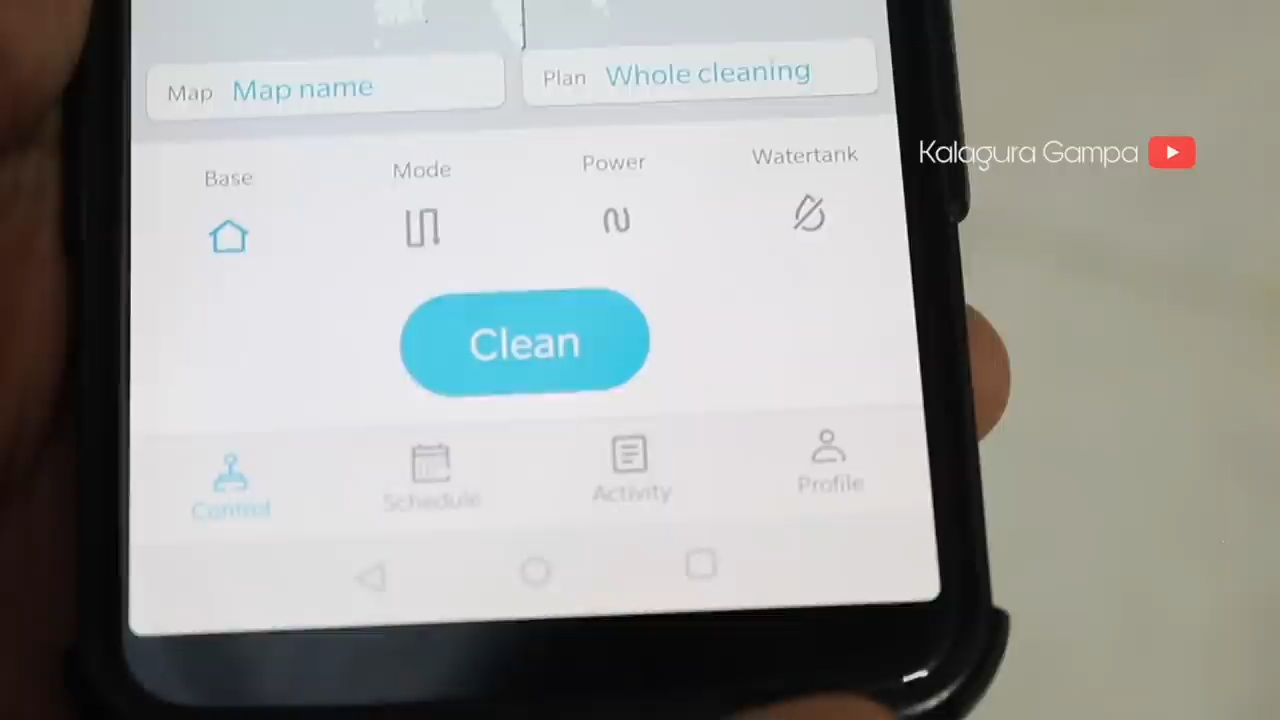 Map Map name
Plan Whole cleaning
Kalagura Gampa
Base
Mode
Power
Watertank
Clean
Control
Schedule
Activity
Profile